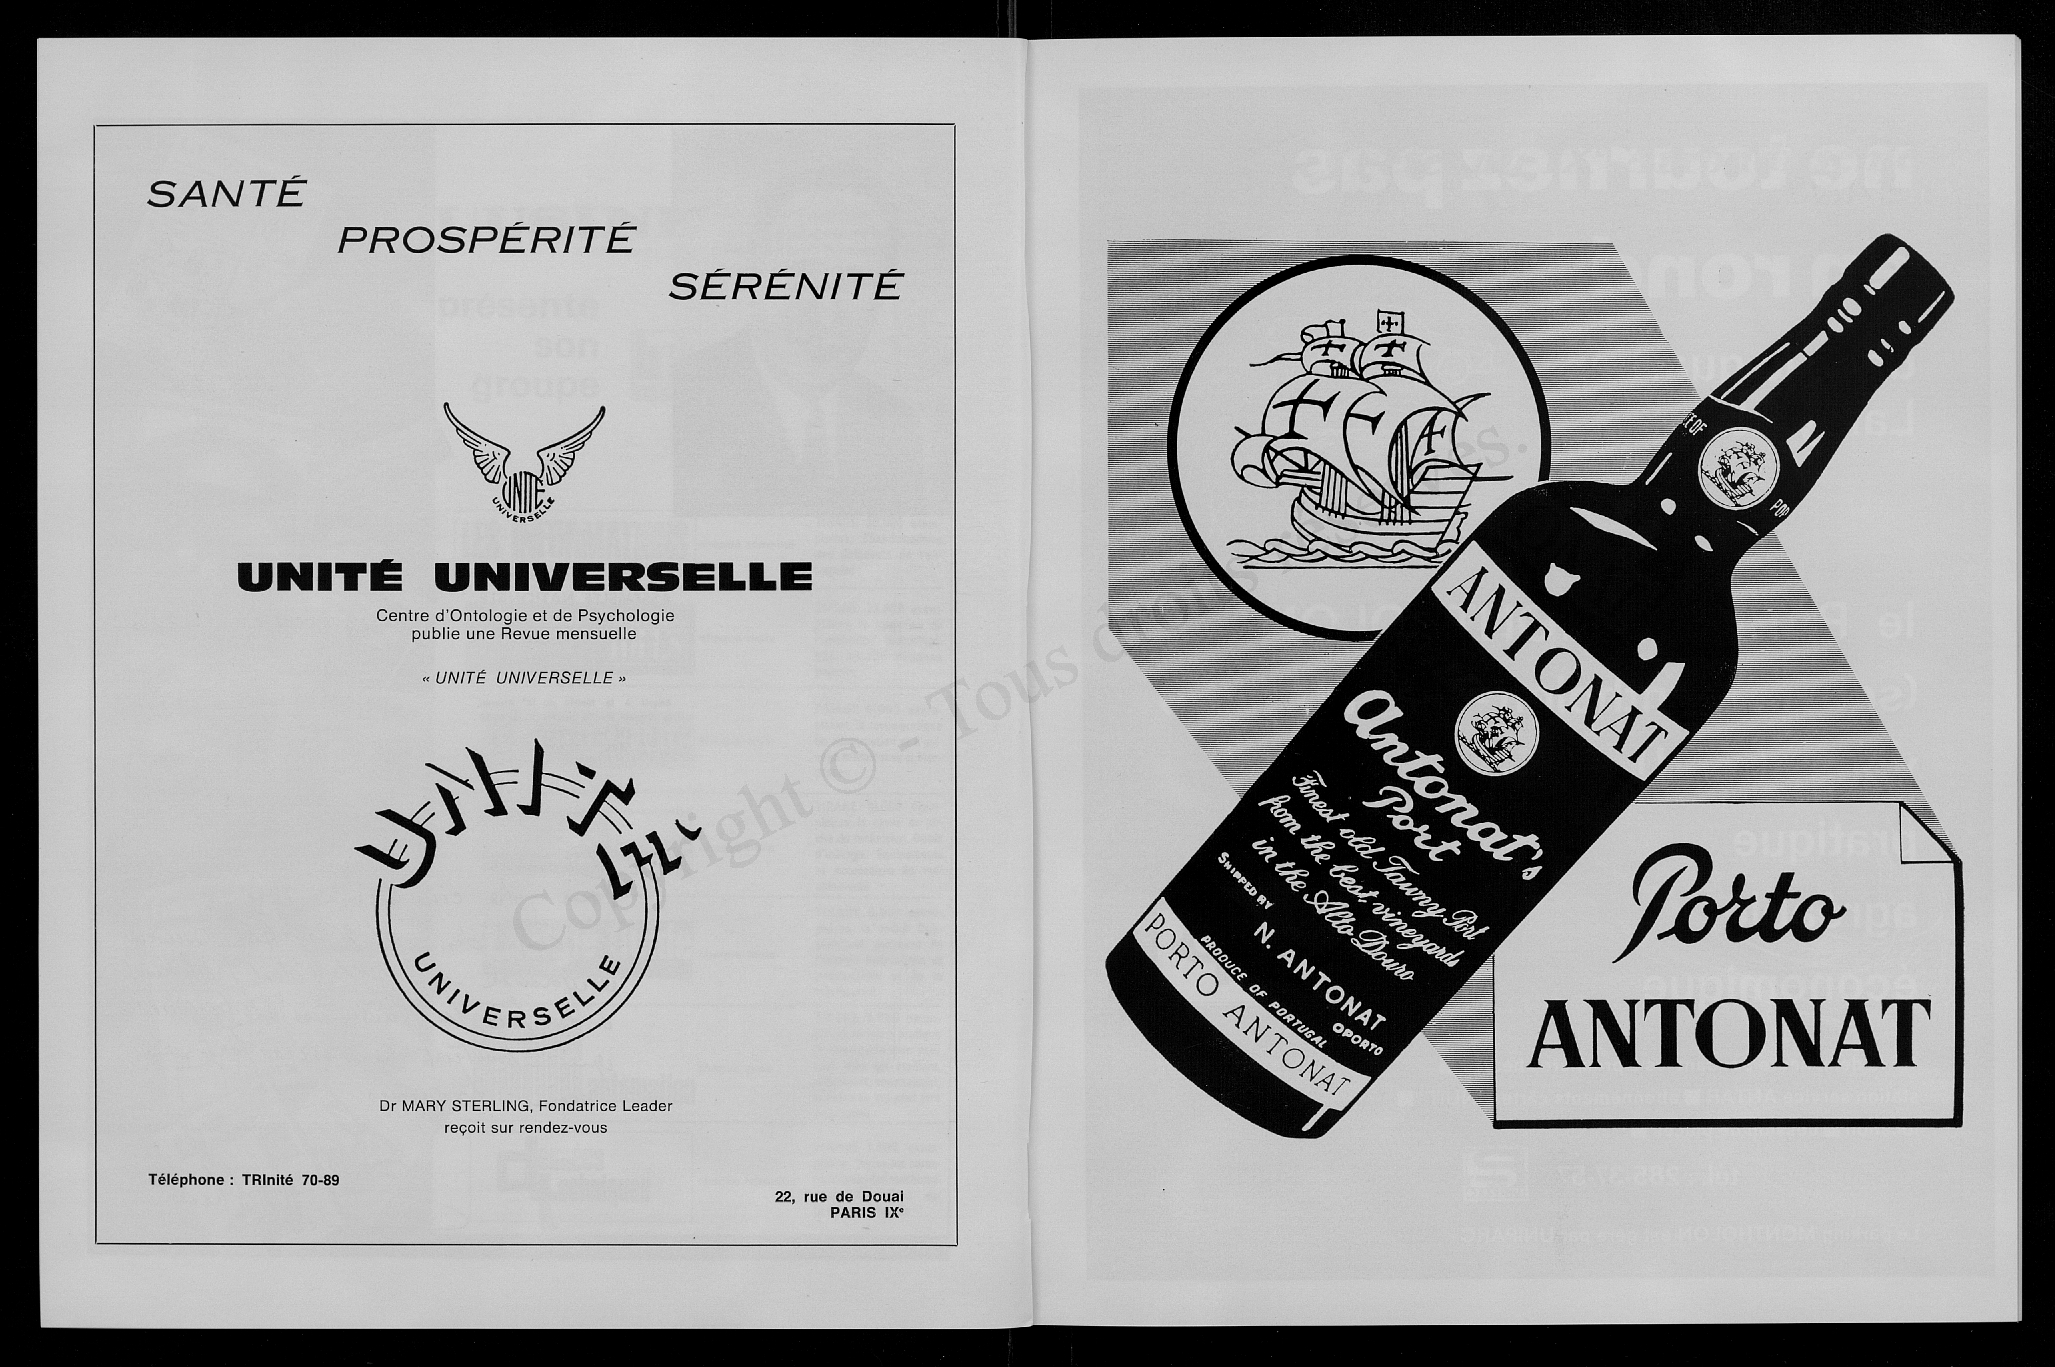 SANTÉ
PROSPÉRITÉ
SÉRÉNITÉ
UNITÉ
UNIVERSELLE
UNITÉ UNIVERSELLE
Centre d'Ontologie et de Psychologie
publie une Revue mensuelle
« UNITÉ UNIVERSELLE »
UNIVERSELLE
Dr MARY STERLING, Fondatrice Leader
reçoit sur rendez-vous
Téléphone : TRInité 70-89
22, rue de Douai
PARIS IXe
Copyright © - Tous droits
ANTONAT
Antonat's
Port
Finest old Tawny Port
from the best vineyards
in the Alto Douro
SHIPPED BY
N. ANTONAT
OPORTO
PRODUCE OF PORTUGAL
PORTO ANTONAT
Porto
ANTONAT